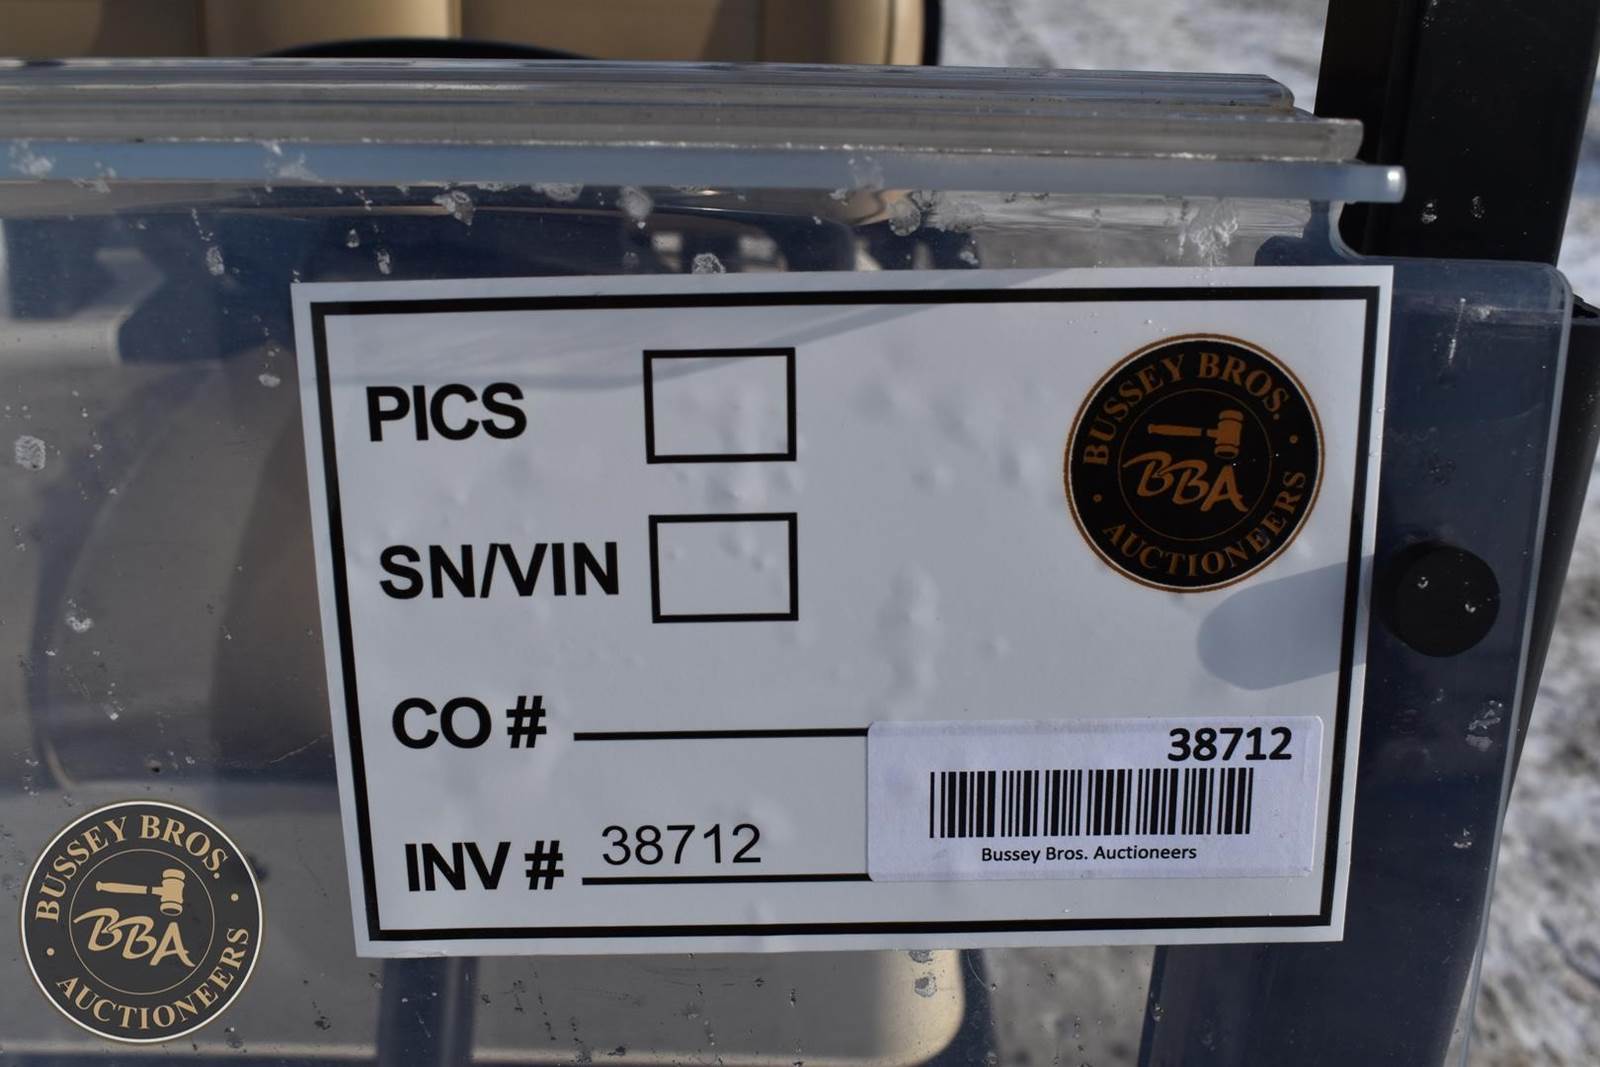 PICS
BUSSEY BROS.
BBA
AUCTIONEERS
SN/VIN
CO #
38712
INV # 38712
Bussey Bros. Auctioneers
BUSSEY BROS.
BBA
AUCTIONEERS